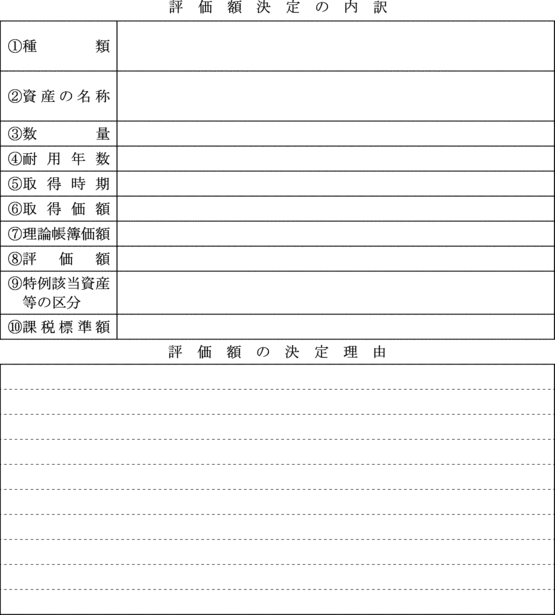 評価額決定の内訳
①種類
②資産の名称
③数量
④耐用年数
⑤取得時期
⑥取得価額
⑦理論帳簿価額
⑧評価額
⑨特例該当資産
等の区分
⑩課税標準額
評価額の決定理由